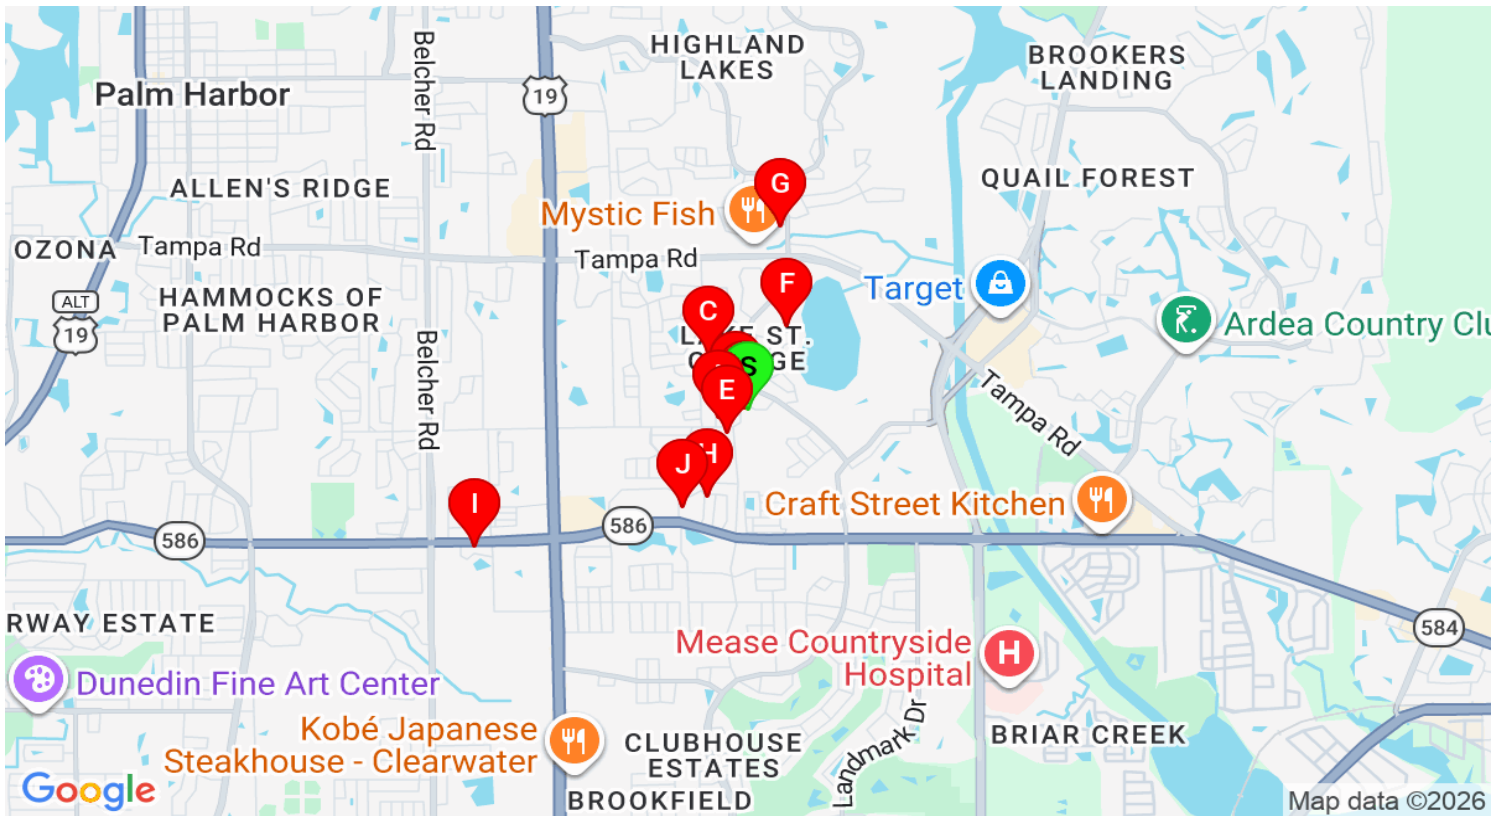 HIGHLAND
LAKES
BROOKERS
LANDING
Belcher Rd
19
Palm Harbor
ALLEN'S RIDGE
QUAIL FOREST
G
Mystic Fish
OZONA
Tampa Rd
Tampa Rd
F
Target
ALT
19
HAMMOCKS OF
PALM HARBOR
C
Ardea Country Clu
Belcher Rd
S
GE
E
Tampa Rd
J
H
I
Craft Street Kitchen
586
586
RWAY ESTATE
584
Mease Countryside
Hospital
H
Dunedin Fine Art Center
Kobé Japanese
Steakhouse - Clearwater
CLUBHOUSE
ESTATES
Landmark Dr
BRIAR CREEK
Google
BROOKFIELD
Map data ©2026